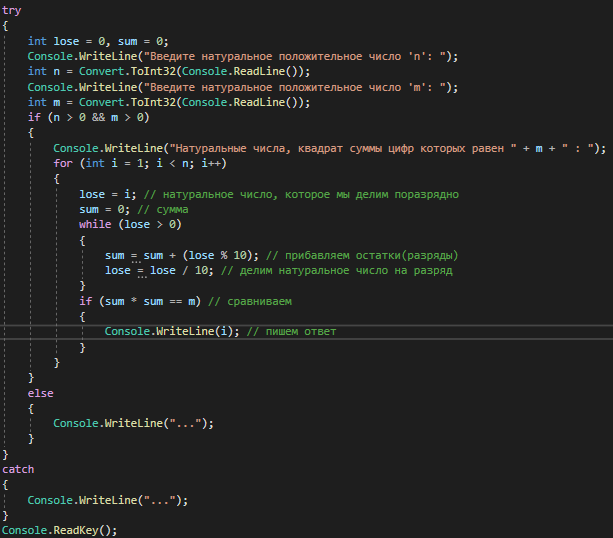 try
{
int lose = 0, sum = 0;
Console.WriteLine("Введите натуральное положительное число 'n': ");
int n = Convert.ToInt32(Console.ReadLine());
Console.WriteLine("Введите натуральное положительное число 'm': ");
int m = Convert.ToInt32(Console.ReadLine());
if (n > 0 && m > 0)
{
Console.WriteLine("Натуральные числа, квадрат суммы цифр которых равен " + m + " : ");
for (int i = 1; i < n; i++)
{
lose = i; // натуральное число, которое мы делим поразрядно
sum = 0; // сумма
while (lose > 0)
{
sum = sum + (lose % 10); // прибавляем остатки(разряды)
lose = lose / 10; // делим натуральное число на разряд
}
if (sum * sum == m) // сравниваем
{
Console.WriteLine(i); // пишем ответ
}
}
}
else
{
Console.WriteLine("...");
}
}
catch
{
Console.WriteLine("...");
}
Console.ReadKey();